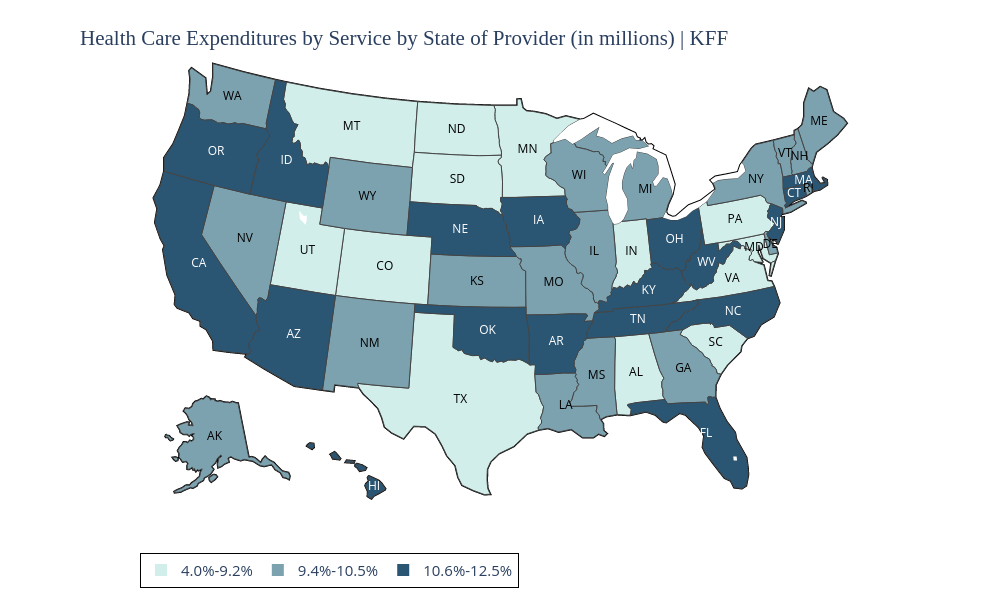 Health Care Expenditures by Service by State of Provider (in millions) | KFF
WA
ME
MT
ND
OR
MN
VT
NH
ID
SD
WI
NY
MA
MI
RI
CT
WY
PA
NJ
NE
IA
NV
OH
DE
MD
UT
IL
IN
CA
CO
WV
KS
MO
VA
KY
NC
TN
OK
AZ
AR
NM
SC
GA
MS
AL
TX
LA
FL
AK
HI
4.0%-9.2%
9.4%-10.5%
10.6%-12.5%